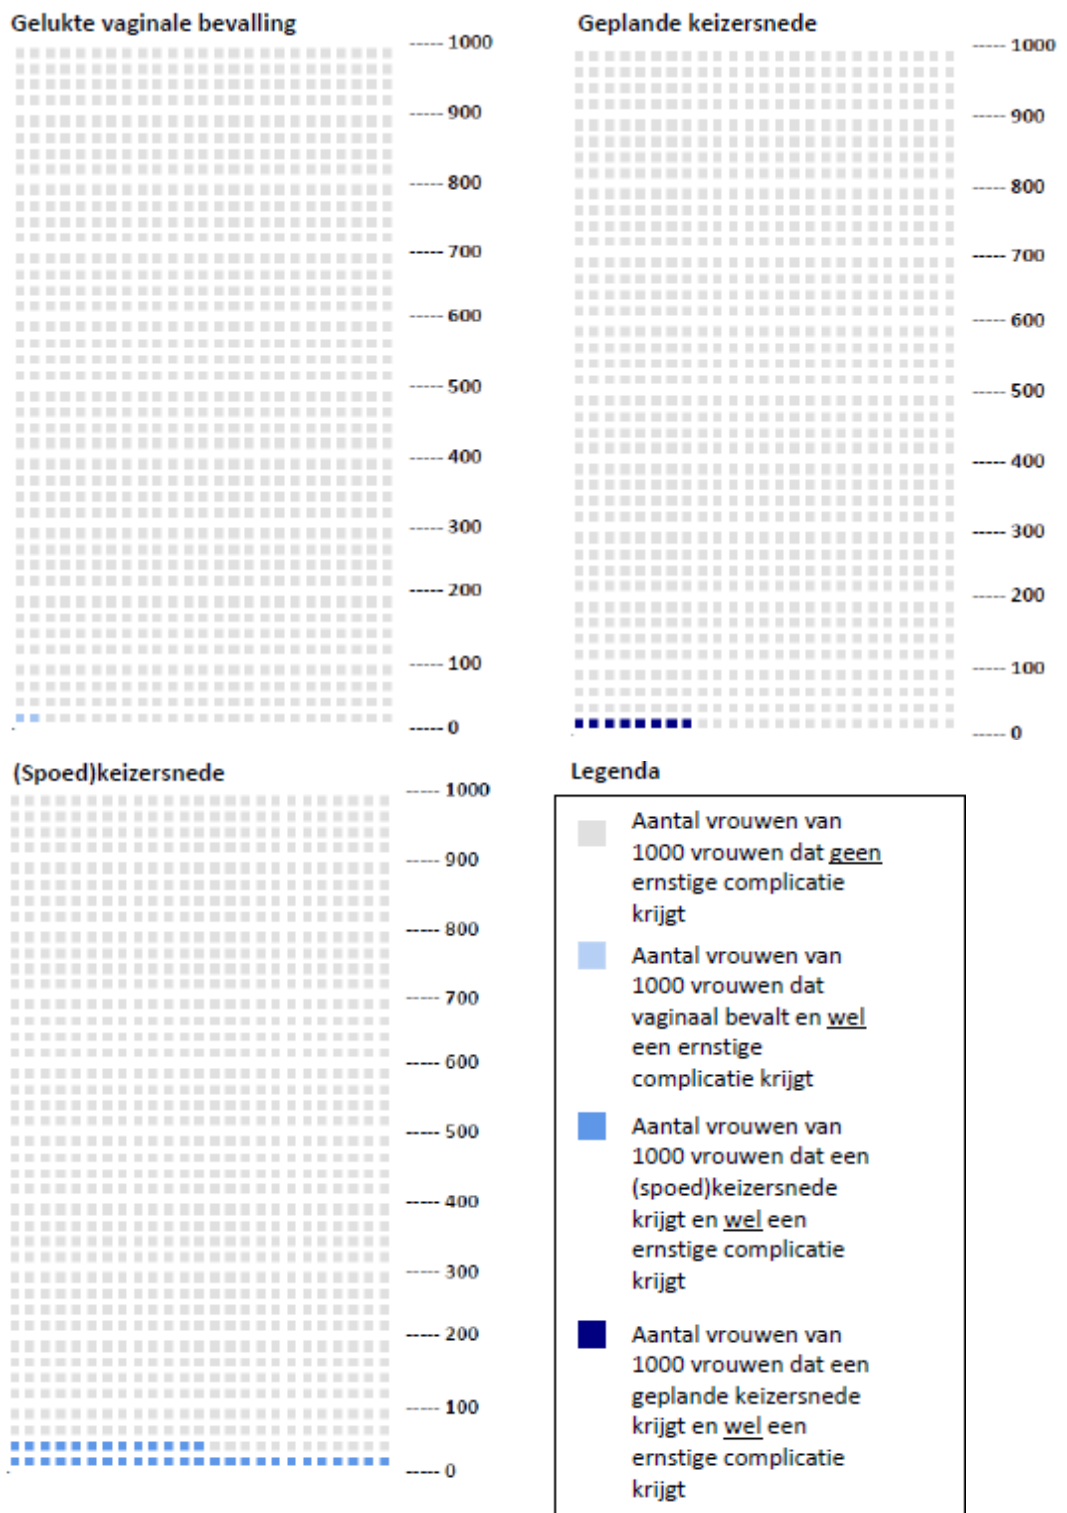 Gelukte vaginale bevalling
----- 1000
----- 900
----- 800
----- 700
----- 600
----- 500
----- 400
----- 300
----- 200
----- 100
----- 0
Geplande keizersnede
----- 1000
----- 900
----- 800
----- 700
----- 600
----- 500
----- 400
----- 300
----- 200
----- 100
----- 0
(Spoed)keizersnede
----- 1000
----- 900
----- 800
----- 700
----- 600
----- 500
----- 400
----- 300
----- 200
----- 100
----- 0
Legenda
Aantal vrouwen van
1000 vrouwen dat geen
ernstige complicatie
krijgt
Aantal vrouwen van
1000 vrouwen dat
vaginaal bevalt en wel
een ernstige
complicatie krijgt
Aantal vrouwen van
1000 vrouwen dat een
(spoed)keizersnede
krijgt en wel een
ernstige complicatie
krijgt
Aantal vrouwen van
1000 vrouwen dat een
geplande keizersnede
krijgt en wel een
ernstige complicatie
krijgt